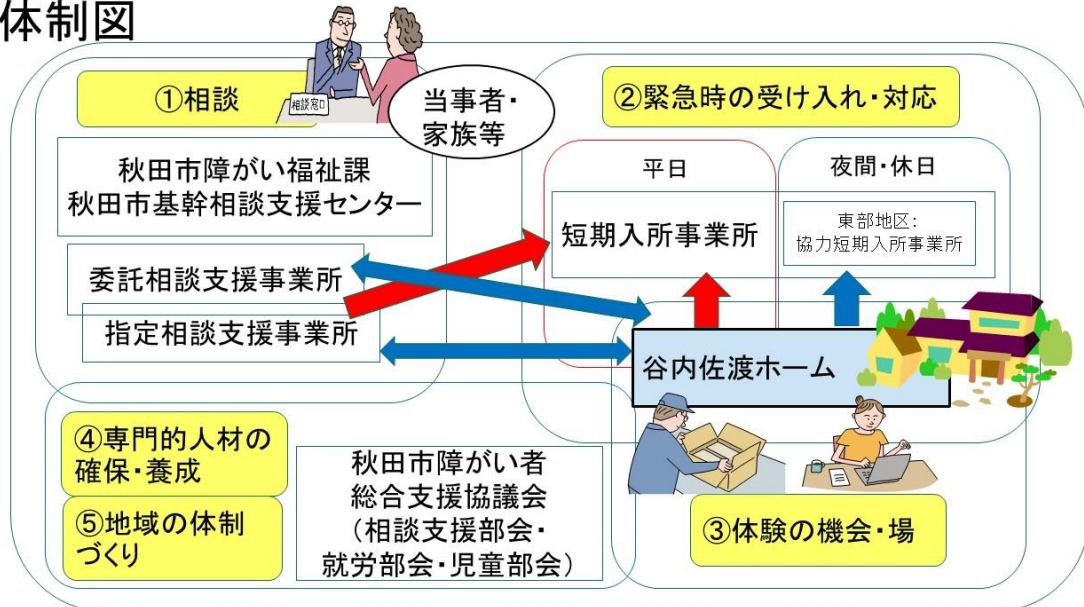 体制図
①相談
相談窓口
当事者・
家族等
②緊急時の受け入れ・対応
秋田市障がい福祉課
秋田市基幹相談支援センター
委託相談支援事業所
指定相談支援事業所
平日
夜間・休日
短期入所事業所
東部地区：
協力短期入所事業所
谷内佐渡ホーム
④専門的人材の
確保・養成
⑤地域の体制
づくり
秋田市障がい者
総合支援協議会
（相談支援部会・
就労部会・児童部会）
③体験の機会・場